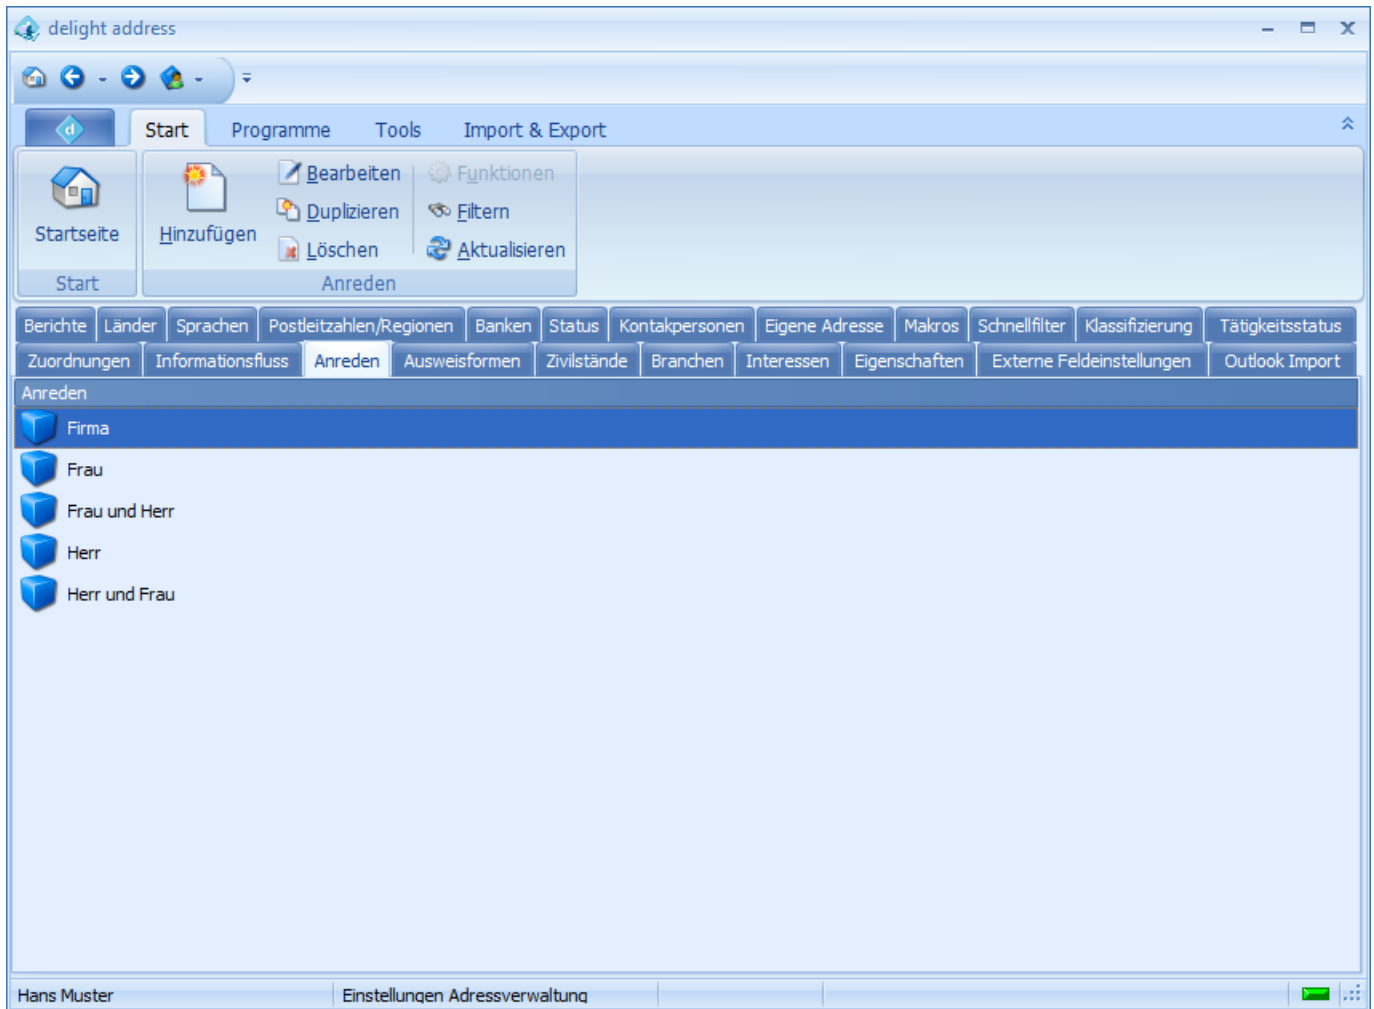 delight address
Start Programme Tools Import & Export
Startseite
Start
Hinzufügen
Bearbeiten
Duplizieren
Löschen
Funktionen
Filtern
Aktualisieren
Anreden
Berichte Länder Sprachen Postleitzahlen/Regionen Banken Status Kontakpersonen Eigene Adresse Makros Schnellfilter Klassifizierung Tätigkeitsstatus
Zuordnungen Informationsfluss Anreden Ausweisformen Zivilstände Branchen Interessen Eigenschaften Externe Feldeinstellungen Outlook Import
Anreden
Firma
Frau
Frau und Herr
Herr
Herr und Frau
Hans Muster Einstellungen Adressverwaltung